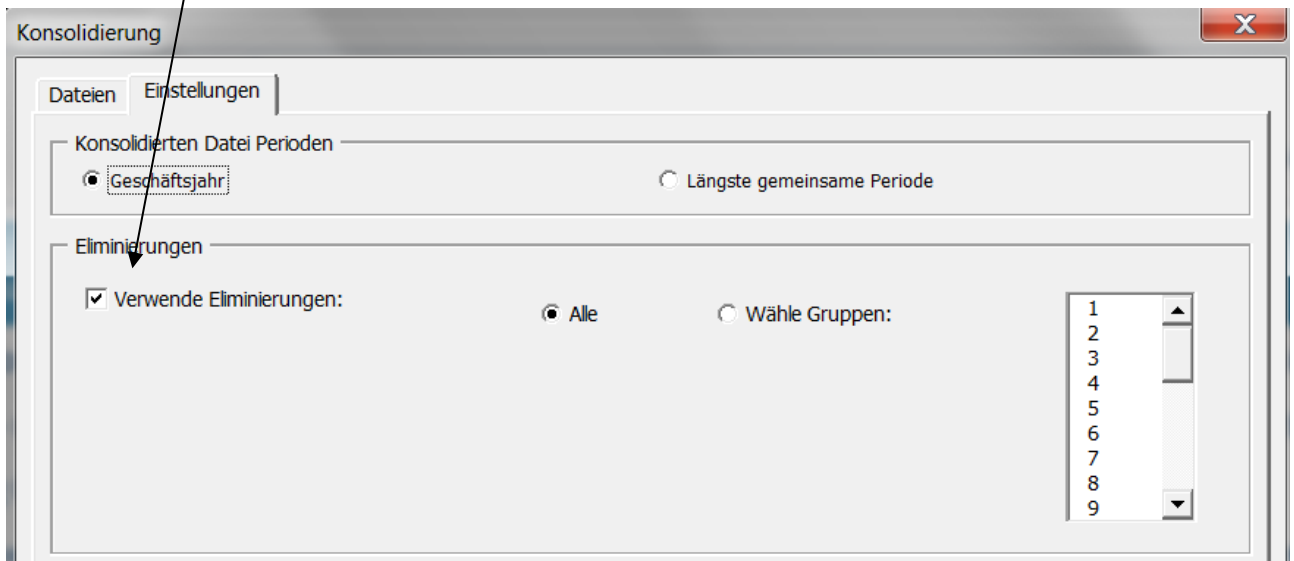 Konsolidierung
Dateien Einstellungen
Konsolidierten Datei Perioden
Geschäftsjahr Längste gemeinsame Periode
Eliminierungen
Verwende Eliminierungen: Alle Wähle Gruppen:
1
2
3
4
5
6
7
8
9